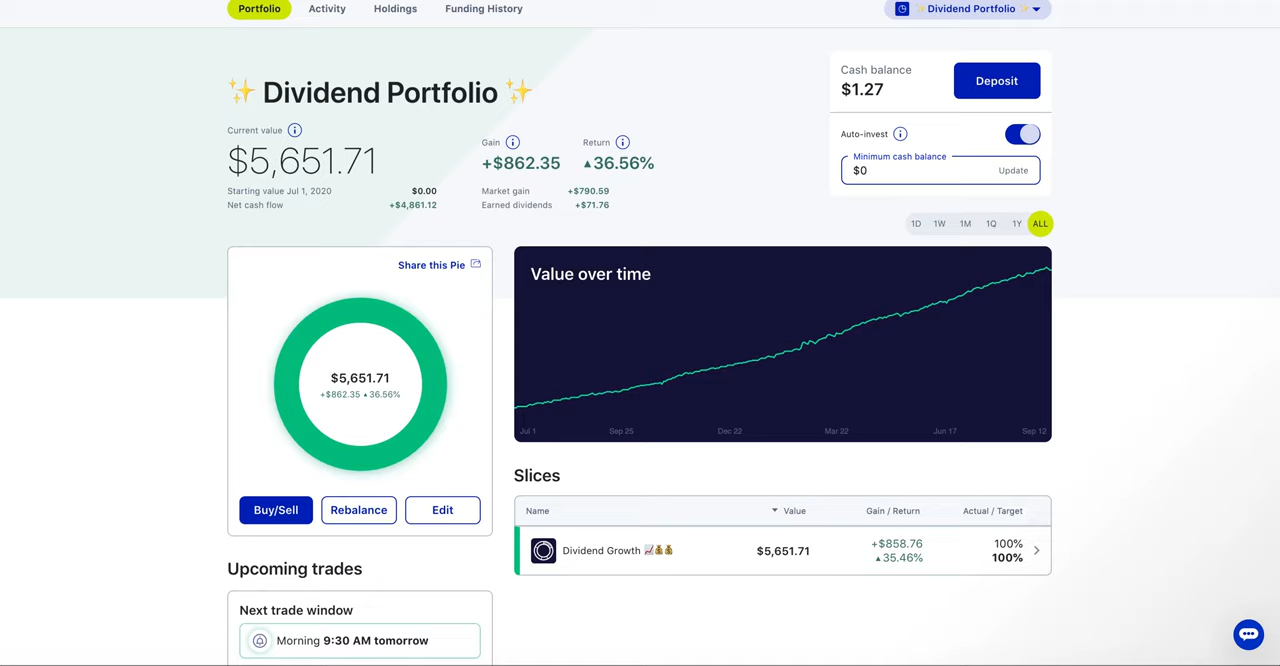 Portfolio Activity Holdings Funding History ✨ Dividend Portfolio ✨
✨ Dividend Portfolio ✨
Cash balance
$1.27
Deposit
Auto-invest
Minimum cash balance
$0 Update
Current value
$5,651.71
Starting value Jul 1, 2020 $0.00
Net cash flow +$4,861.12
Gain Return
+$862.35 ▲36.56%
Market gain +$790.59
Earned dividends +$71.76
1D 1W 1M 1Q 1Y ALL
Share this Pie
$5,651.71
+$862.35 ▲36.56%
Buy/Sell Rebalance Edit
Value over time
Jul 1 Sep 25 Dec 22 Mar 22 Jun 17 Sep 12
Slices
Name ▼ Value Gain / Return Actual / Target
Dividend Growth 📈💰💰 $5,651.71
+$858.76
▲35.46%
100%
100%
Upcoming trades
Next trade window
Morning 9:30 AM tomorrow